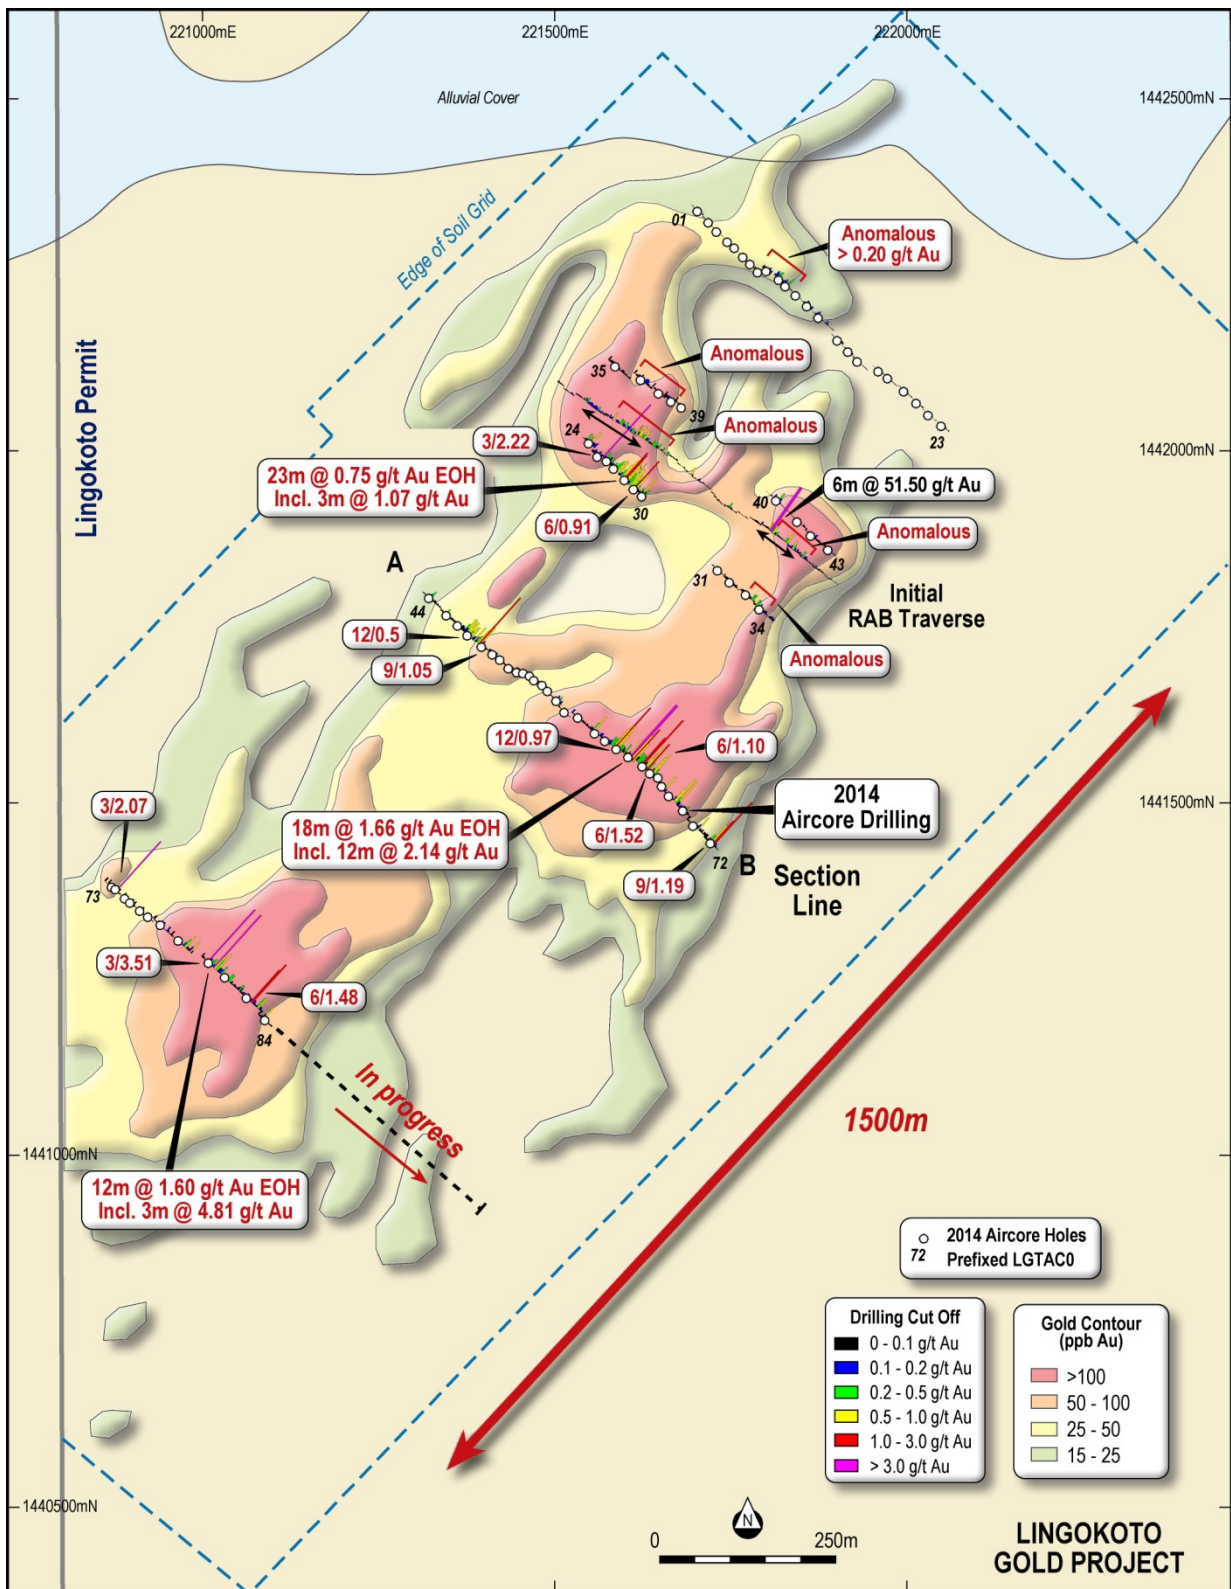 221000mE
221500mE
222000mE
Alluvial Cover
1442500mN
Edge of Soil Grid
01
Anomalous
> 0.20 g/t Au
Lingokoto Permit
35
Anomalous
39
24
Anomalous
23
3/2.22
1442000mN
23m @ 0.75 g/t Au EOH
Incl. 3m @ 1.07 g/t Au
30
6/0.91
40
6m @ 51.50 g/t Au
Anomalous
43
A
31
Initial
RAB Traverse
44
34
12/0.5
Anomalous
9/1.05
12/0.97
6/1.10
2014
Aircore Drilling
1441500mN
3/2.07
18m @ 1.66 g/t Au EOH
Incl. 12m @ 2.14 g/t Au
6/1.52
72
B
Section
Line
9/1.19
73
3/3.51
6/1.48
84
In progress
1500m
1441000mN
12m @ 1.60 g/t Au EOH
Incl. 3m @ 4.81 g/t Au
2014 Aircore Holes
72 Prefixed LGTAC0
Drilling Cut Off
0 - 0.1 g/t Au
0.1 - 0.2 g/t Au
0.2 - 0.5 g/t Au
0.5 - 1.0 g/t Au
1.0 - 3.0 g/t Au
> 3.0 g/t Au
Gold Contour
(ppb Au)
>100
50 - 100
25 - 50
15 - 25
1440500mN
N
0 250m
LINGOKOTO
GOLD PROJECT